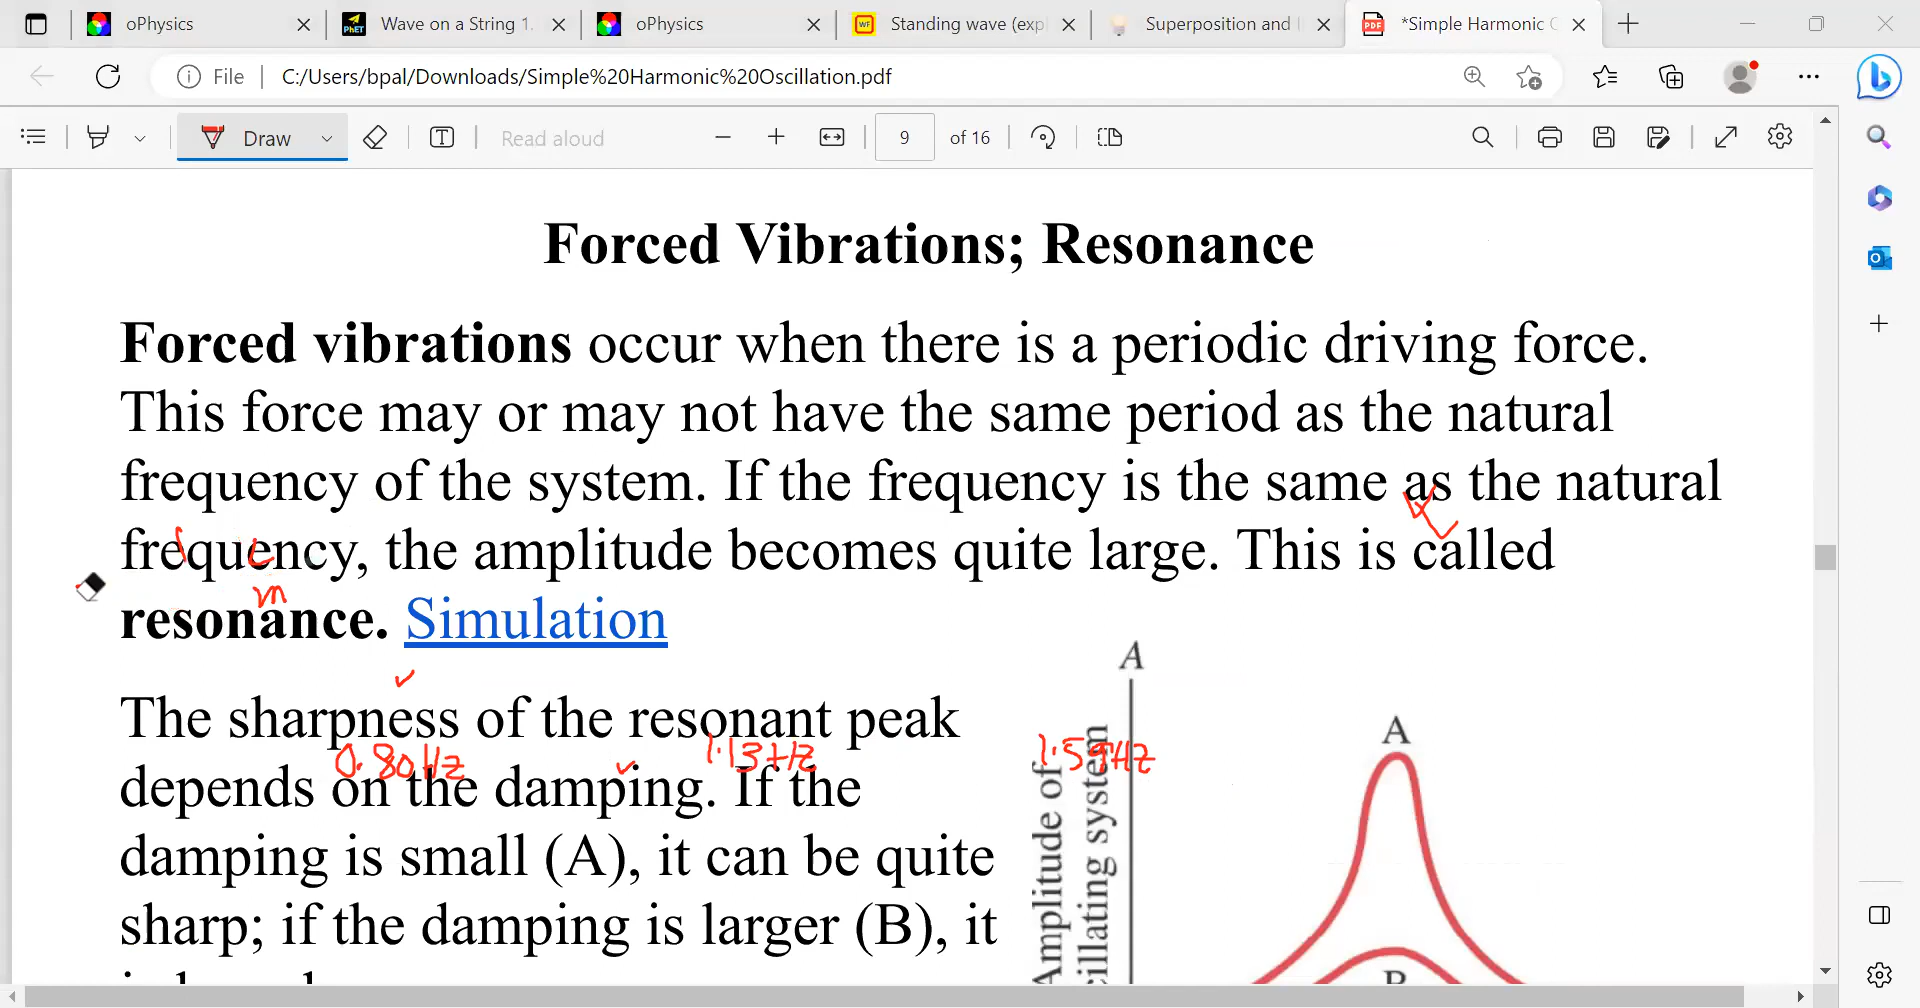 oPhysics
Wave on a String 1.
oPhysics
Standing wave (exp
Superposition and I
*Simple Harmonic O
File
C:/Users/bpal/Downloads/Simple%20Harmonic%20Oscillation.pdf
Draw
Read aloud
9
of 16
Forced Vibrations; Resonance
Forced vibrations occur when there is a periodic driving force.
This force may or may not have the same period as the natural
frequency of the system. If the frequency is the same as the natural
frequency, the amplitude becomes quite large. This is called
m
resonance. Simulation
The sharpness of the resonant peak
0.80Hz
1.13Hz
1.59Hz
depends on the damping. If the
damping is small (A), it can be quite
sharp; if the damping is larger (B), it
A
Amplitude of
cillating system
A
B